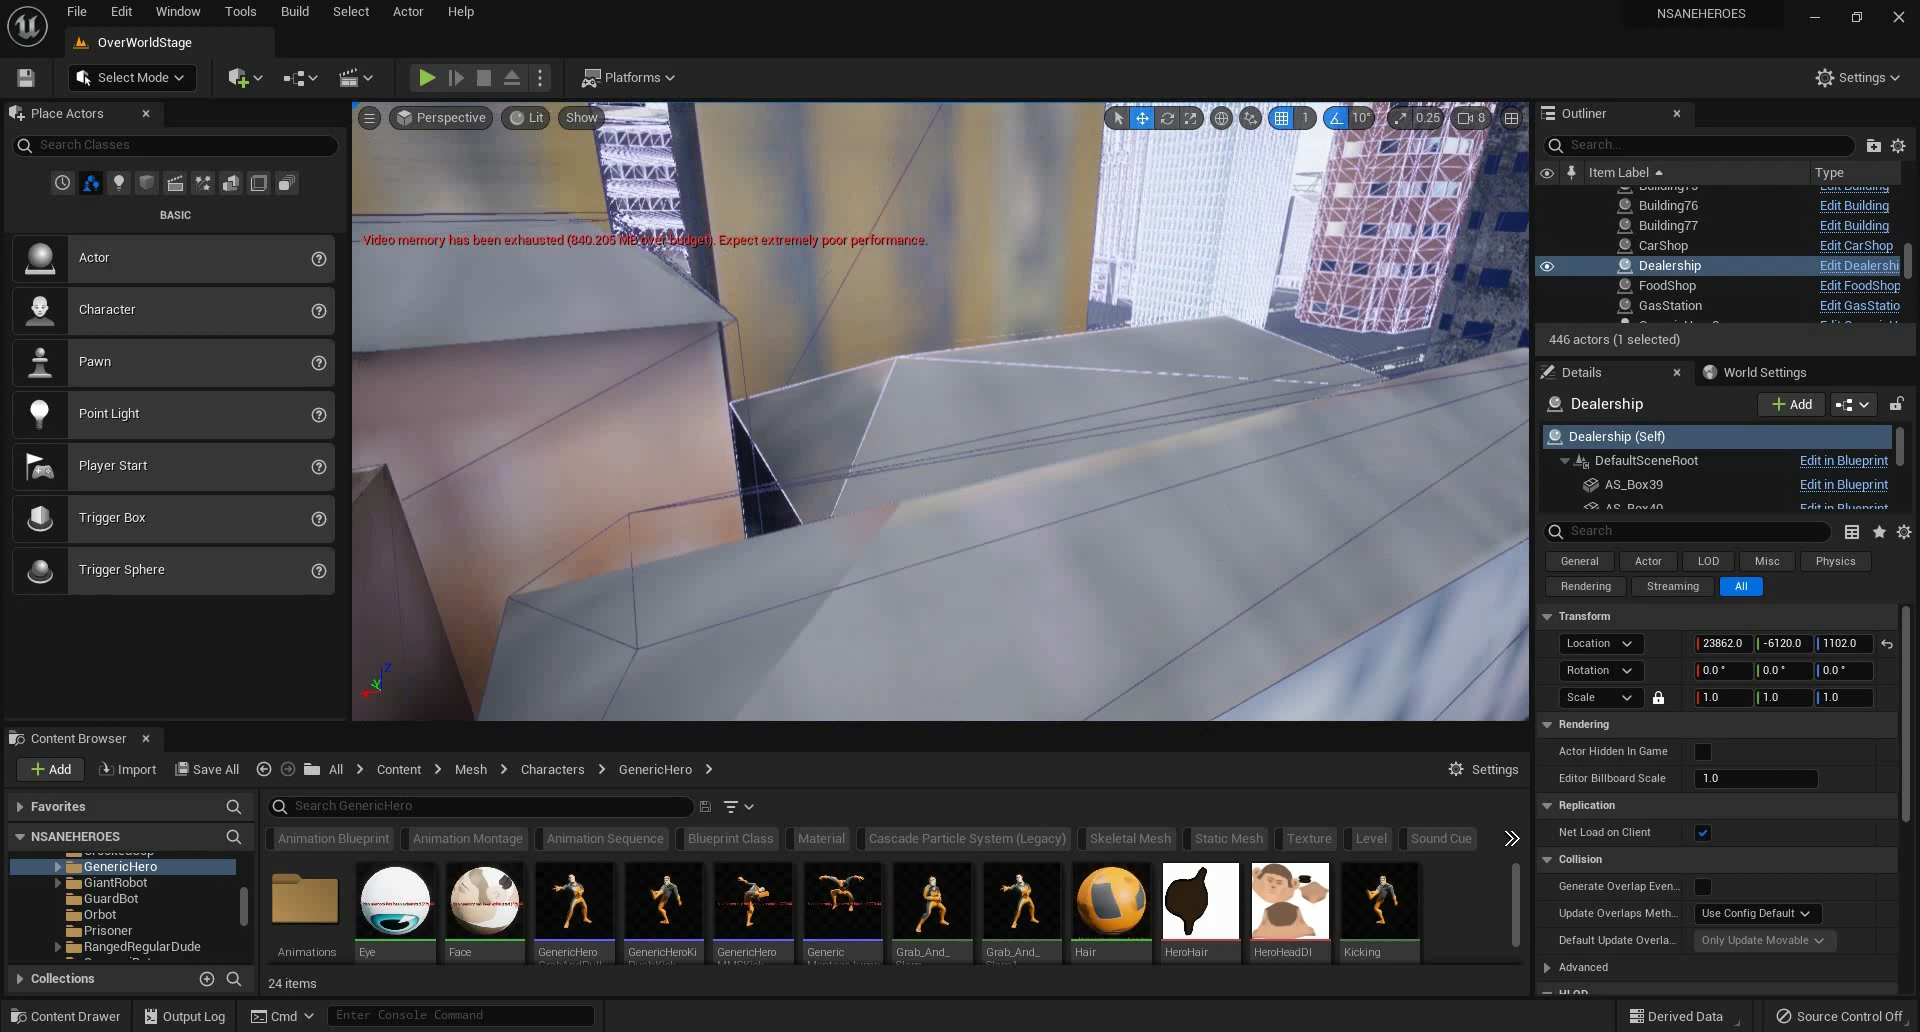 File Edit Window Tools Build Select Actor Help
NSANEHEROES
OverWorldStage
Select Mode
Platforms
Settings
Place Actors
Search Classes
BASIC
Actor
Character
Pawn
Point Light
Player Start
Trigger Box
Trigger Sphere
Perspective Lit Show
1 10° 0.25 8
Video memory has been exhausted (840.205 MB over budget). Expect extremely poor performance.
Outliner
Search...
Item Label Type
Building76 Edit Building
Building77 Edit Building
CarShop Edit CarShop
Dealership Edit Dealershi
FoodShop Edit FoodShop
GasStation Edit GasStatio
446 actors (1 selected)
Details World Settings
Dealership Add
Dealership (Self)
DefaultSceneRoot Edit in Blueprint
AS_Box39 Edit in Blueprint
AS_Box40 Edit in Blueprint
Search
General Actor LOD Misc Physics
Rendering Streaming All
Transform
Location 23862.0 -6120.0 1102.0
Rotation 0.0° 0.0° 0.0°
Scale 1.0 1.0 1.0
Rendering
Actor Hidden In Game
Editor Billboard Scale 1.0
Replication
Net Load on Client
Collision
Generate Overlap Even...
Update Overlaps Meth... Use Config Default
Default Update Overla... Only Update Movable
Advanced
HLOD
Content Browser
Add Import Save All All Content Mesh Characters GenericHero Settings
Favorites
NSANEHEROES
GenericHero
GiantRobot
GuardBot
Orbot
Prisoner
RangedRegularDude
Collections
Search GenericHero
Animation Blueprint Animation Montage Animation Sequence Blueprint Class Material Cascade Particle System (Legacy) Skeletal Mesh Static Mesh Texture Level Sound Cue
Animations Eye Face GenericHero GenericHeroKi GenericHero Generic Grab_And_ Grab_And_ Hair HeroHair HeroHeadDI Kicking
24 items
Content Drawer Output Log Cmd Enter Console Command Derived Data Source Control Off